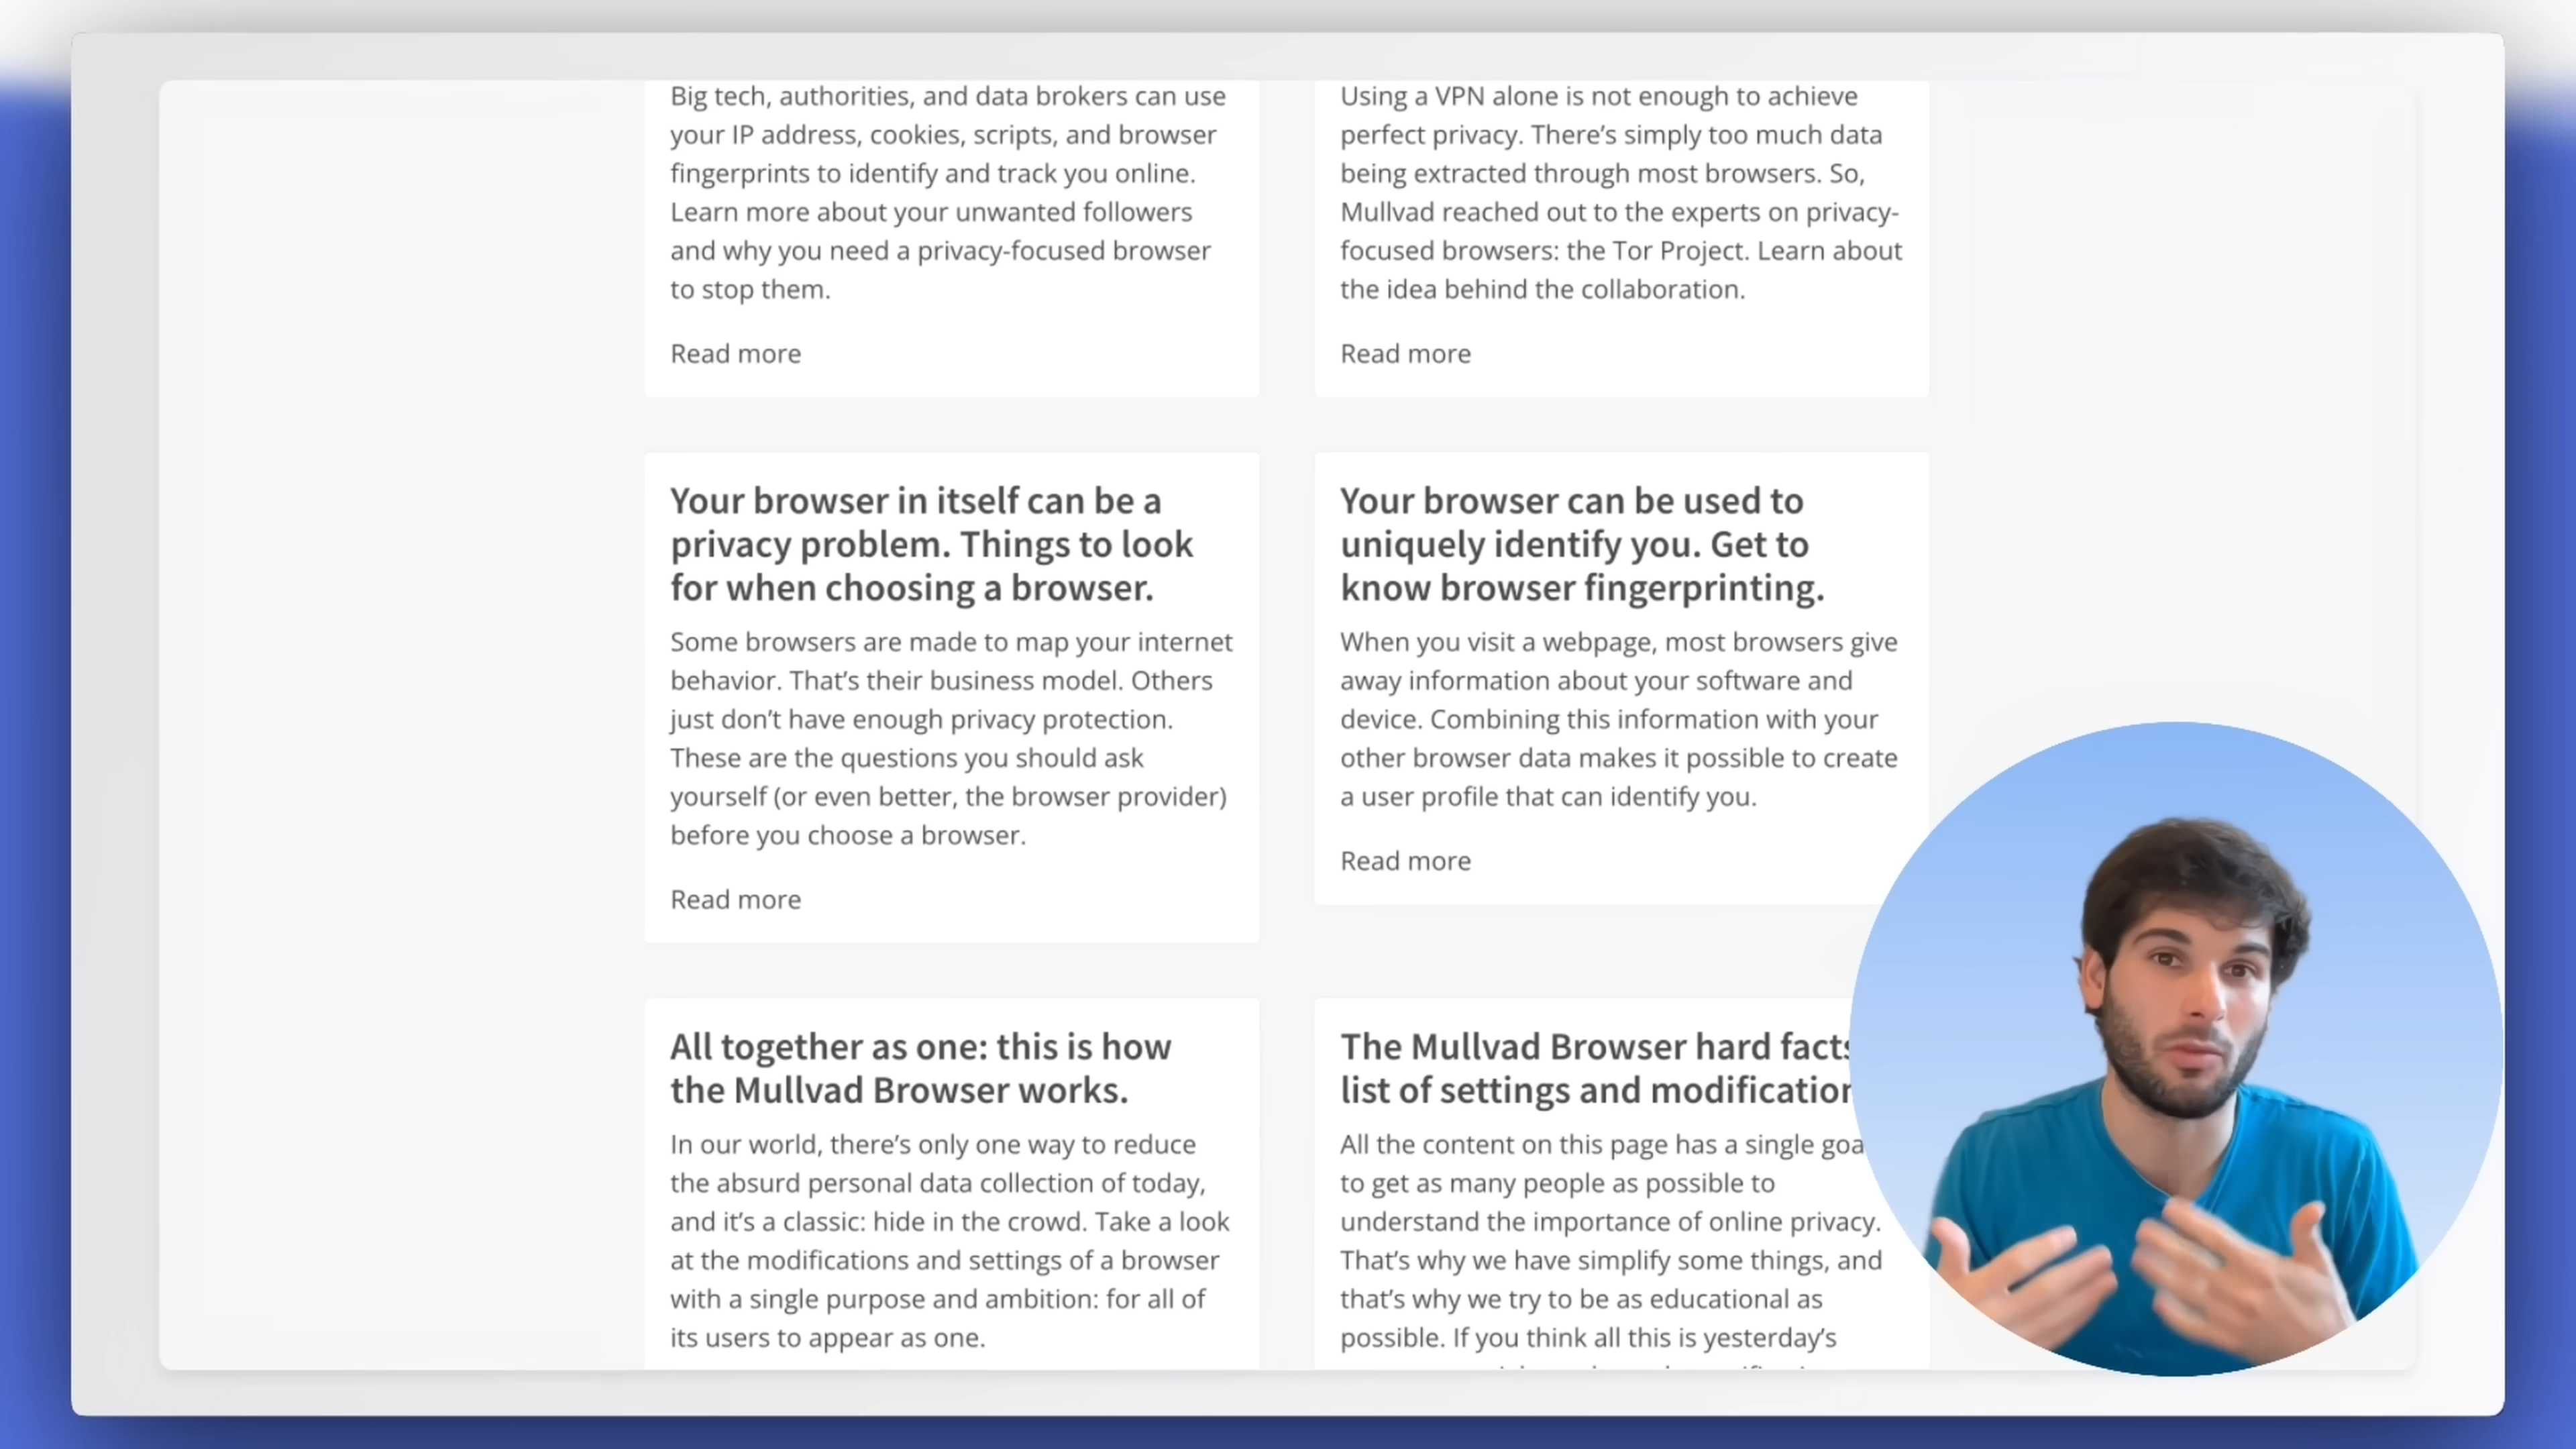 Big tech, authorities, and data brokers can use
your IP address, cookies, scripts, and browser
fingerprints to identify and track you online.
Learn more about your unwanted followers
and why you need a privacy-focused browser
to stop them.
Read more
Using a VPN alone is not enough to achieve
perfect privacy. There’s simply too much data
being extracted through most browsers. So,
Mullvad reached out to the experts on privacy-
focused browsers: the Tor Project. Learn about
the idea behind the collaboration.
Read more
Your browser in itself can be a
privacy problem. Things to look
for when choosing a browser.
Some browsers are made to map your internet
behavior. That’s their business model. Others
just don’t have enough privacy protection.
These are the questions you should ask
yourself (or even better, the browser provider)
before you choose a browser.
Read more
Your browser can be used to
uniquely identify you. Get to
know browser fingerprinting.
When you visit a webpage, most browsers give
away information about your software and
device. Combining this information with your
other browser data makes it possible to create
a user profile that can identify you.
Read more
All together as one: this is how
the Mullvad Browser works.
In our world, there’s only one way to reduce
the absurd personal data collection of today,
and it’s a classic: hide in the crowd. Take a look
at the modifications and settings of a browser
with a single purpose and ambition: for all of
its users to appear as one.
The Mullvad Browser hard facts
list of settings and modification
All the content on this page has a single goa
to get as many people as possible to
understand the importance of online privacy.
That’s why we have simplify some things, and
that’s why we try to be as educational as
possible. If you think all this is yesterday’s